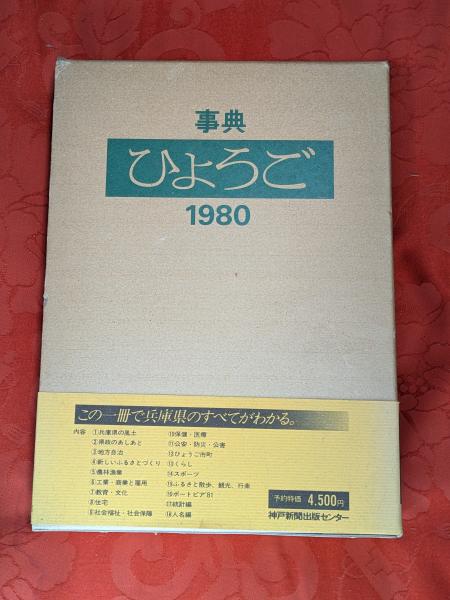 事典
ひょうご
1980
この一冊で兵庫県のすべてがわかる。
内容
①兵庫県の風土
②県政のあしあと
③地方自治
④新しいふるさとづくり
⑤農林漁業
⑥工業・商業と雇用
⑦教育・文化
⑧住宅
⑨社会福祉・社会保障
⑩保健・医療
⑪公安・防災・公害
⑫ひょうご市町
⑬くらし
⑭スポーツ
⑮ふるさと散歩、観光、行楽
⑯ポートピア'81
⑰統計編
⑱人名編
予約特価 4,500円
神戸新聞出版センター